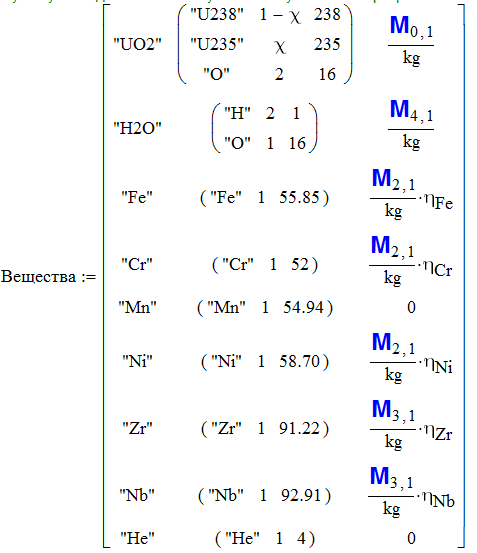 "UO2" ("U238" 1 − χ 238 M0,1
"U235" χ 235
"O" 2 16) kg
"H2O" ("H" 2 1 M4,1
"O" 1 16) kg
"Fe" ("Fe" 1 55.85) M2,1/kg ·ηFe
Вещества := "Cr" ("Cr" 1 52) M2,1/kg ·ηCr
"Mn" ("Mn" 1 54.94) 0
"Ni" ("Ni" 1 58.70) M2,1/kg ·ηNi
"Zr" ("Zr" 1 91.22) M3,1/kg ·ηZr
"Nb" ("Nb" 1 92.91) M3,1/kg ·ηNb
"He" ("He" 1 4) 0